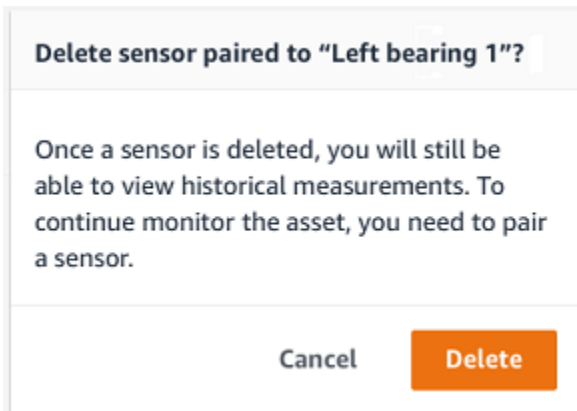 Delete sensor paired to “Left bearing 1”?
Once a sensor is deleted, you will still be
able to view historical measurements. To
continue monitor the asset, you need to pair
a sensor.
Cancel
Delete